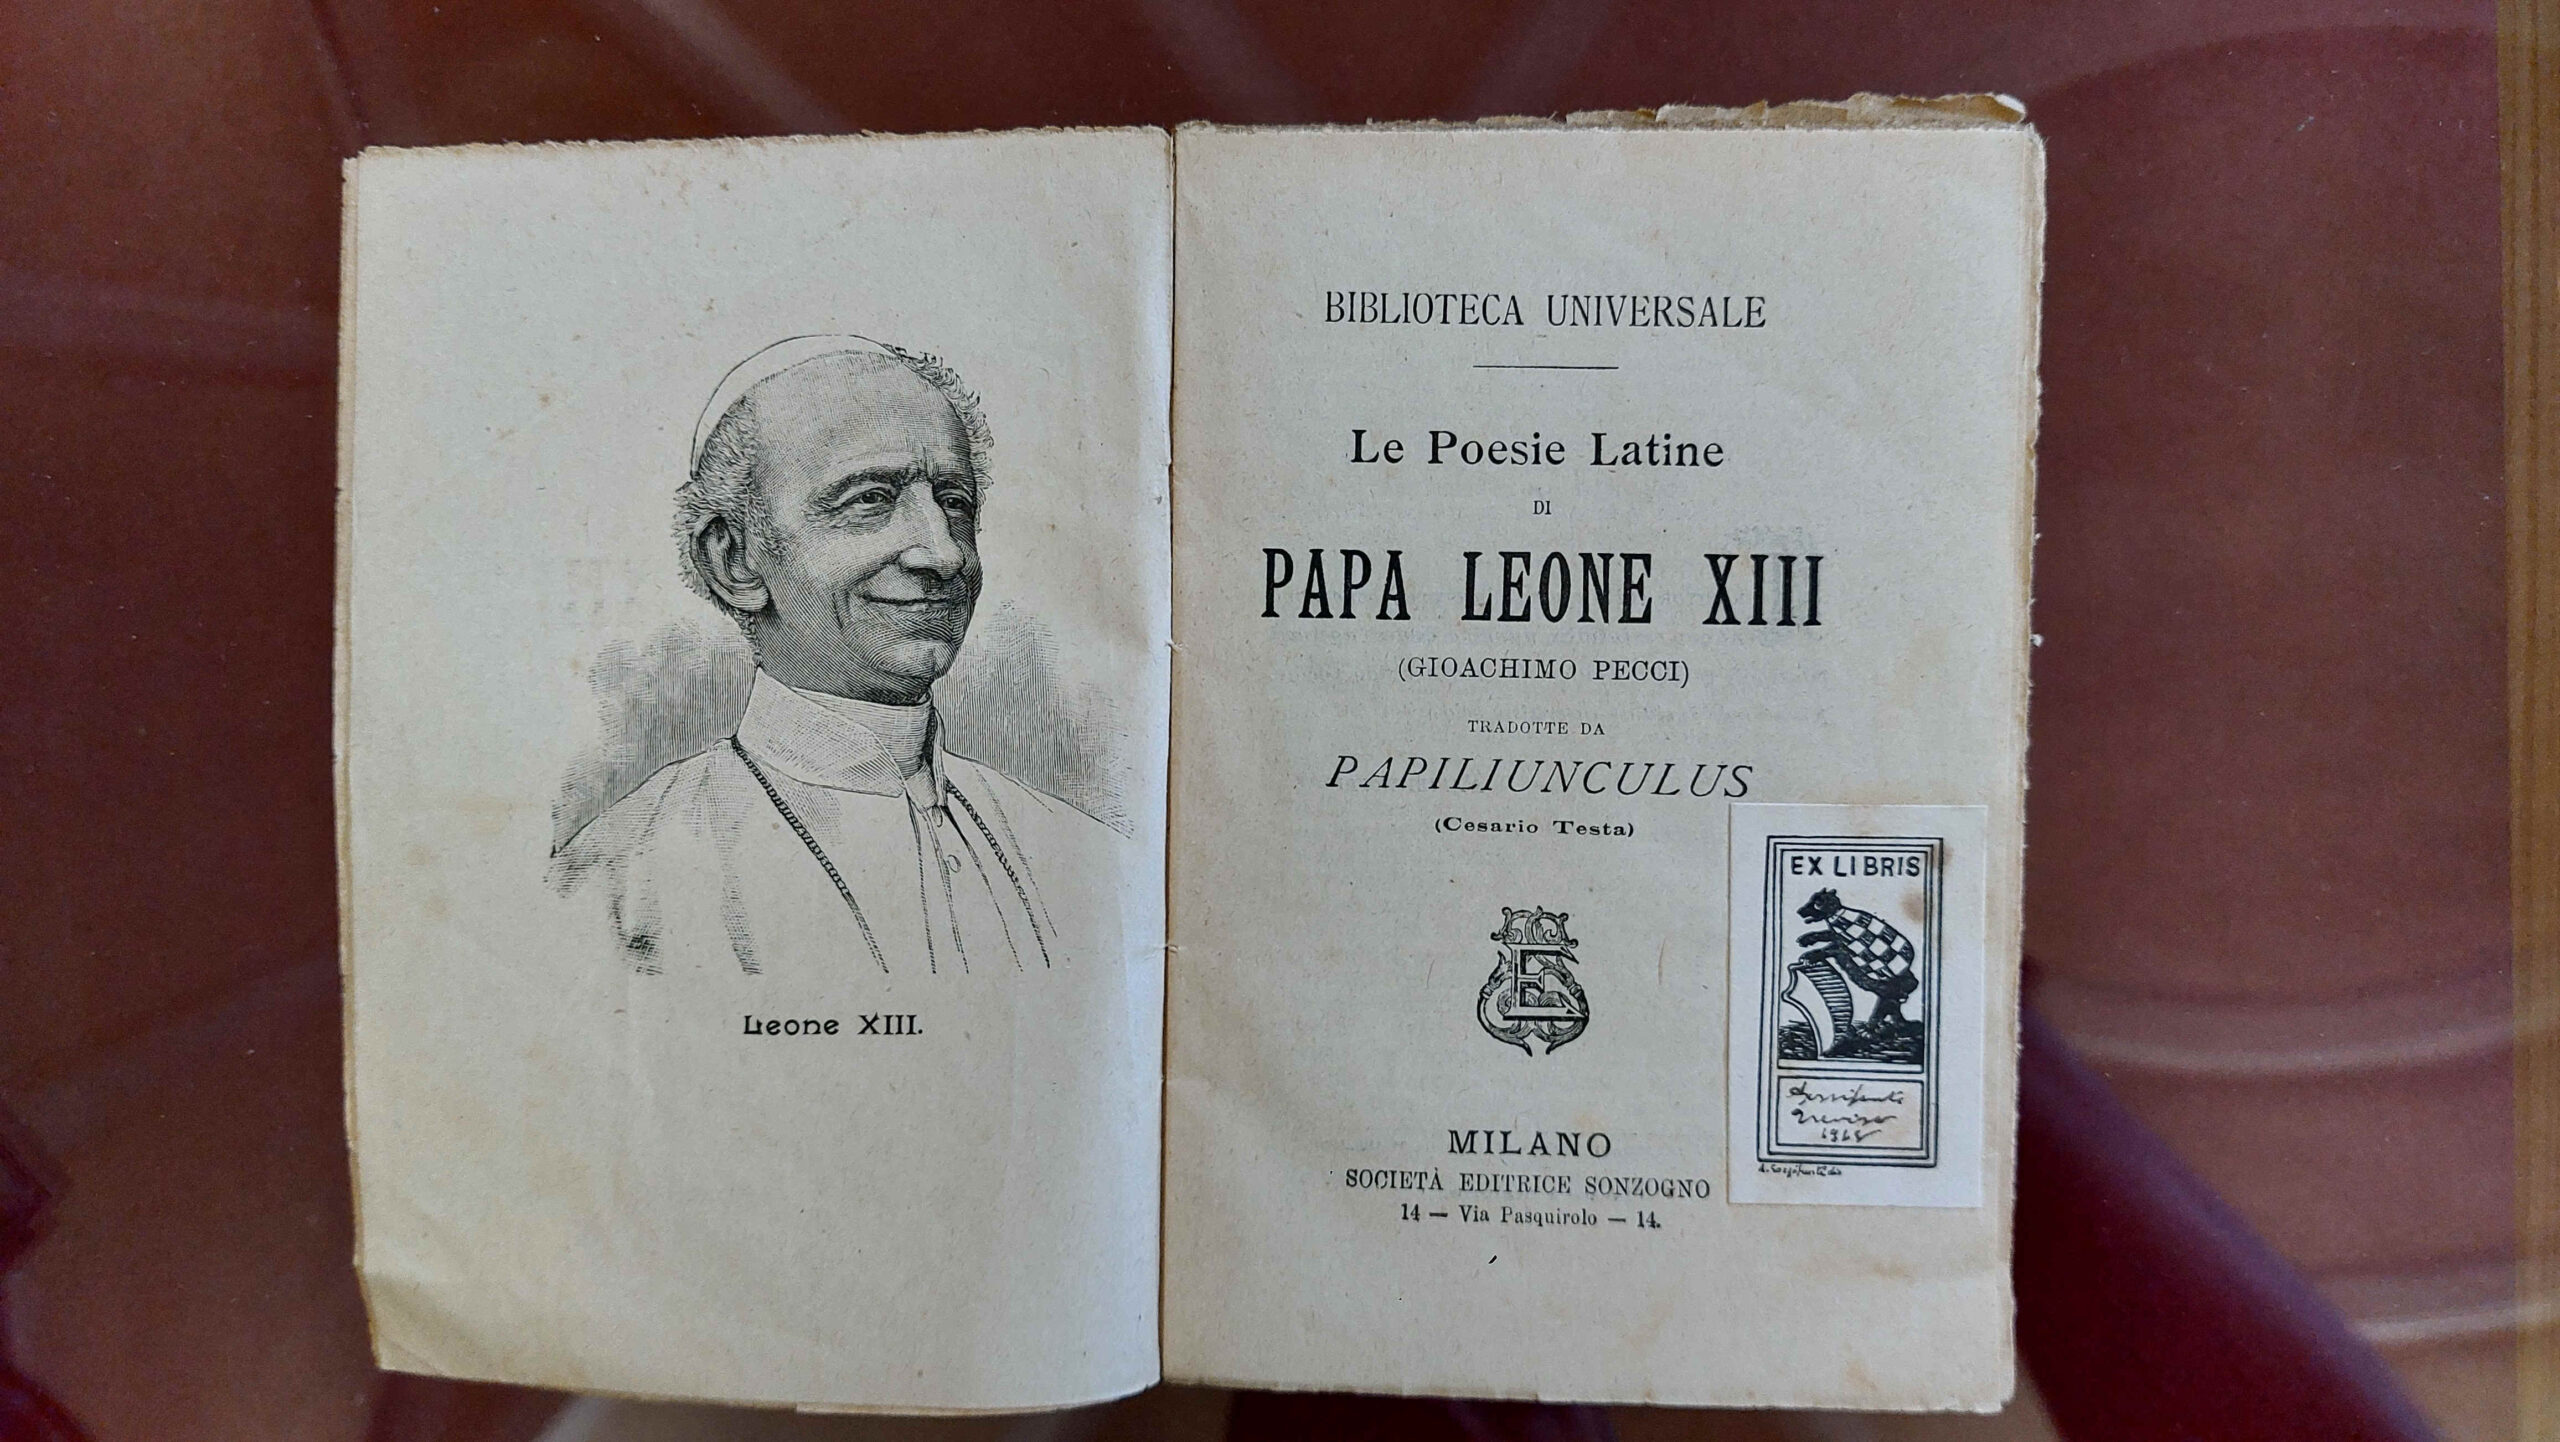 Leone XIII.
BIBLIOTECA UNIVERSALE
Le Poesie Latine
DI
PAPA LEONE XIII
(GIOACHIMO PECCI)
TRADOTTE DA
PAPILIUNCULUS
(Cesario Testa)
E
MILANO
SOCIETÀ EDITRICE SONZOGNO
14 — Via Pasquirolo — 14.
EX LIBRIS